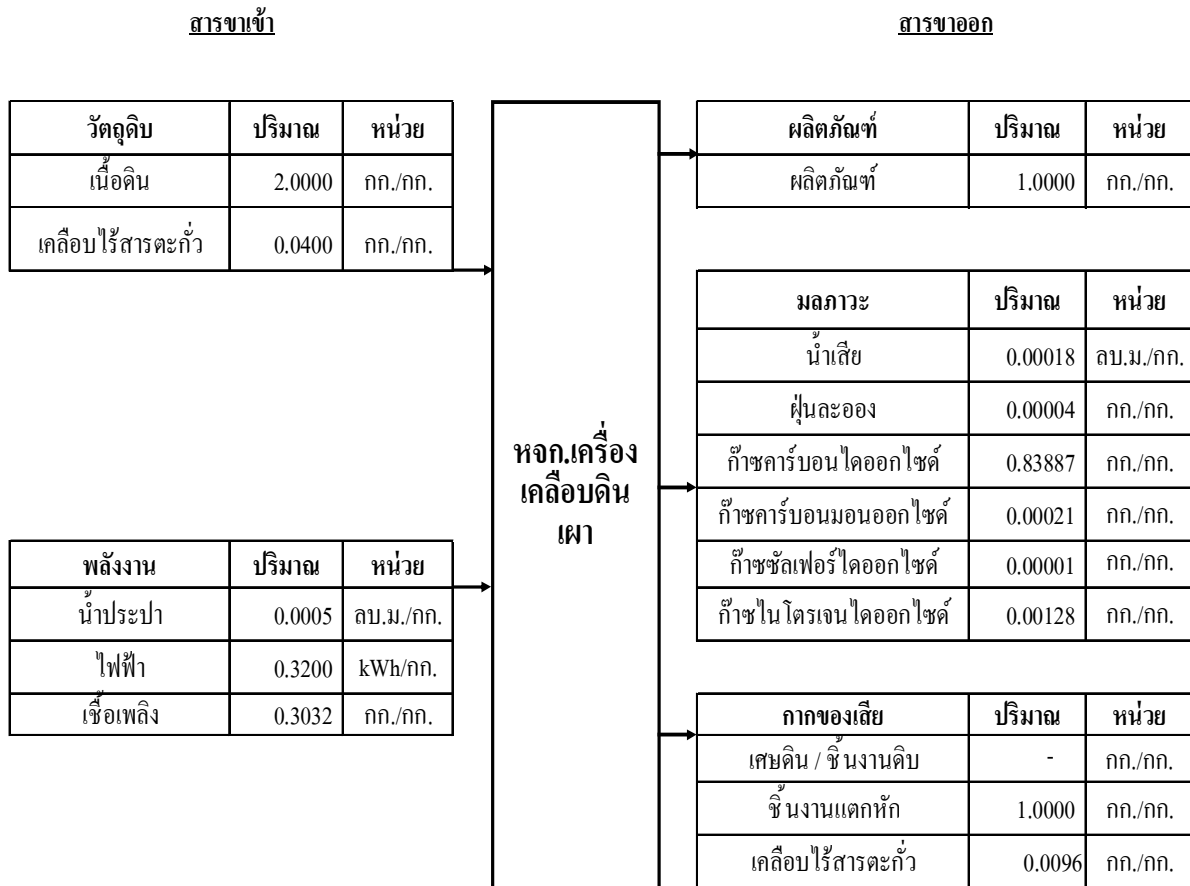 สารขาเข้า
สารขาออก
วัตถุดิบ ปริมาณ หน่วย
เนื้อดิน 2.0000 กก./กก.
เคลือบไร้สารตะกั่ว 0.0400 กก./กก.
พลังงาน ปริมาณ หน่วย
น้ำประปา 0.0005 ลบ.ม./กก.
ไฟฟ้า 0.3200 kWh/กก.
เชื้อเพลิง 0.3032 กก./กก.
หจก.เครื่อง
เคลือบดิน
เผา
ผลิตภัณฑ์ ปริมาณ หน่วย
ผลิตภัณฑ์ 1.0000 กก./กก.
มลภาวะ ปริมาณ หน่วย
น้ำเสีย 0.00018 ลบ.ม./กก.
ฝุ่นละออง 0.00004 กก./กก.
ก๊าซคาร์บอนไดออกไซด์ 0.83887 กก./กก.
ก๊าซคาร์บอนมอนออกไซด์ 0.00021 กก./กก.
ก๊าซซัลเฟอร์ไดออกไซด์ 0.00001 กก./กก.
ก๊าซไนโตรเจนไดออกไซด์ 0.00128 กก./กก.
กากของเสีย ปริมาณ หน่วย
เศษดิน / ชิ้นงานดิบ - กก./กก.
ชิ้นงานแตกหัก 1.0000 กก./กก.
เคลือบไร้สารตะกั่ว 0.0096 กก./กก.